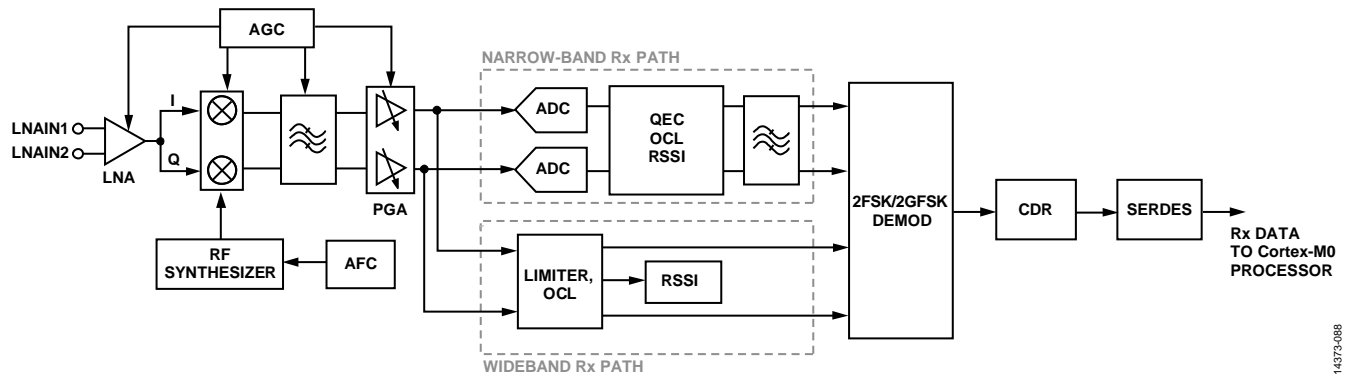 AGC
NARROW-BAND Rx PATH
I
LNAIN1
LNAIN2
Q
LNA
ADC
ADC
QEC
OCL
RSSI
PGA
2FSK/2GFSK
DEMOD
CDR
SERDES
RF
SYNTHESIZER
AFC
LIMITER,
OCL
RSSI
Rx DATA
TO Cortex-M0
PROCESSOR
WIDEBAND Rx PATH
14373-088